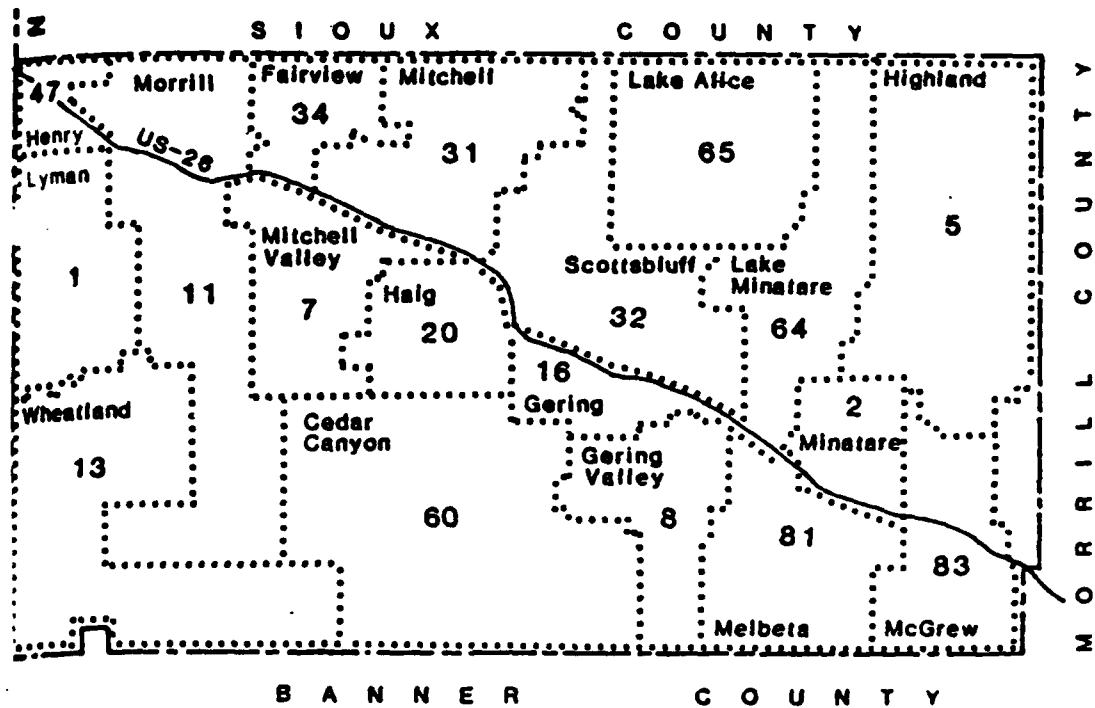 N
SIOUX COUNTY
Morrill
Fairview
Mitchell
Lake Alice
Highland
47
34
31
65
5
Henry
US-26
Lyman
Mitchell
Valley
Scottsbluff
Lake
Minatare
1
11
7
Haig
20
32
64
16
Gering
2
Minatare
Wheatland
13
Cedar
Canyon
Gering
Valley
60
8
81
83
Melbeta
McGrew
BANNER COUNTY
MORRILL COUNTY